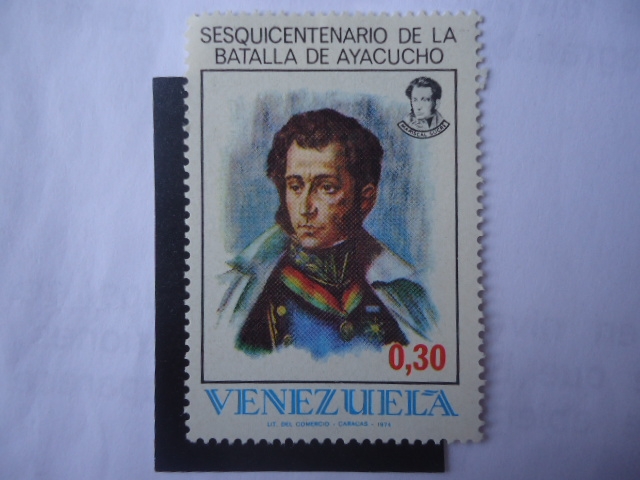 SESQUICENTENARIO DE LA
BATALLA DE AYACUCHO
MARISCAL SUCRE
0,30
VENEZUELA
LIT. DEL COMERCIO - CARACAS - 1974